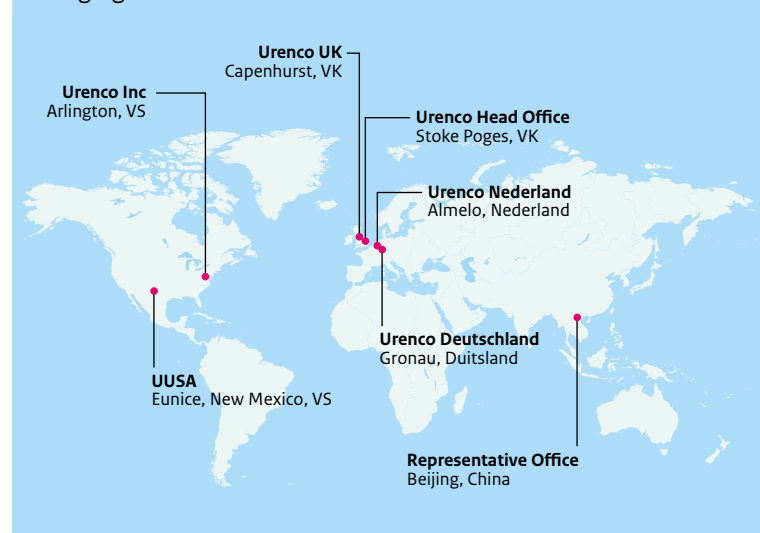 Urenco UK
Capenhurst, VK
Urenco Inc
Arlington, VS
Urenco Head Office
Stoke Poges, VK
Urenco Nederland
Almelo, Nederland
Urenco Deutschland
Gronau, Duitsland
UUSA
Eunice, New Mexico, VS
Representative Office
Beijing, China